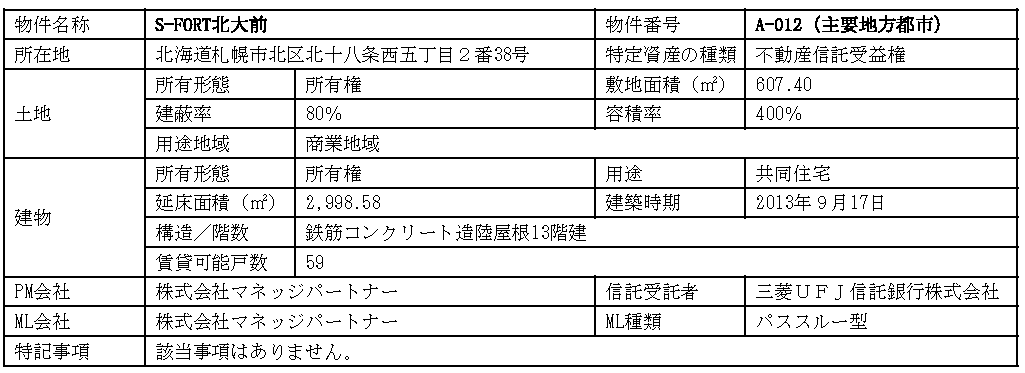 物件名称 S-FORT北大前 物件番号 A-012（主要地方都市）
所在地 北海道札幌市北区北十八条西五丁目２番38号 特定資産の種類 不動産信託受益権
土地 所有形態 所有権 敷地面積（㎡） 607.40
建蔽率 80% 容積率 400%
用途地域 商業地域
建物 所有形態 所有権 用途 共同住宅
延床面積（㎡） 2,998.58 建築時期 2013年９月17日
構造／階数 鉄筋コンクリート造陸屋根13階建
賃貸可能戸数 59
PM会社 株式会社マネッジパートナー 信託受託者 三菱ＵＦＪ信託銀行株式会社
ML会社 株式会社マネッジパートナー ML種類 パススルー型
特記事項 該当事項はありません。